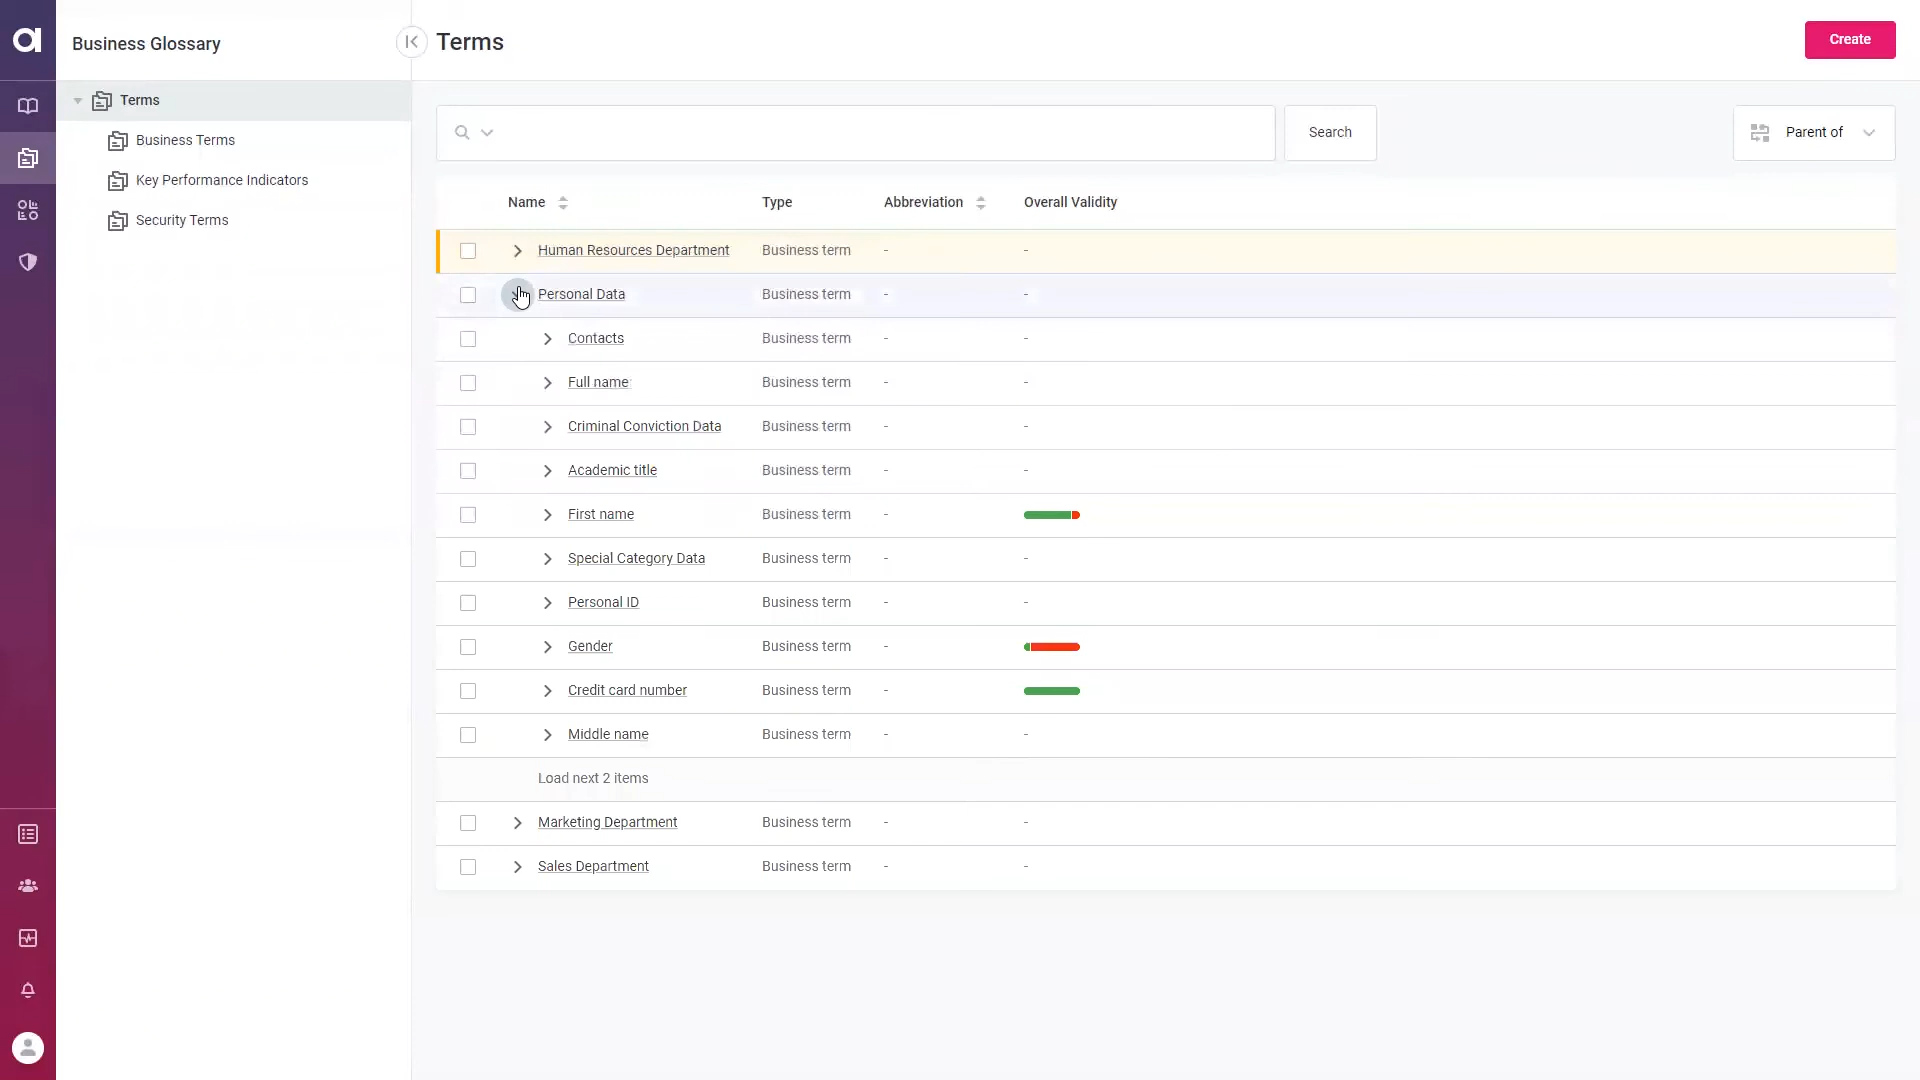 Business Glossary
Terms
Create
Terms
Business Terms
Key Performance Indicators
Security Terms
Search
Parent of
Name Type Abbreviation Overall Validity
Human Resources Department Business term - -
Personal Data Business term - -
Contacts Business term - -
Full name Business term - -
Criminal Conviction Data Business term - -
Academic title Business term - -
First name Business term -
Special Category Data Business term - -
Personal ID Business term - -
Gender Business term -
Credit card number Business term -
Middle name Business term - -
Load next 2 items
Marketing Department Business term - -
Sales Department Business term - -